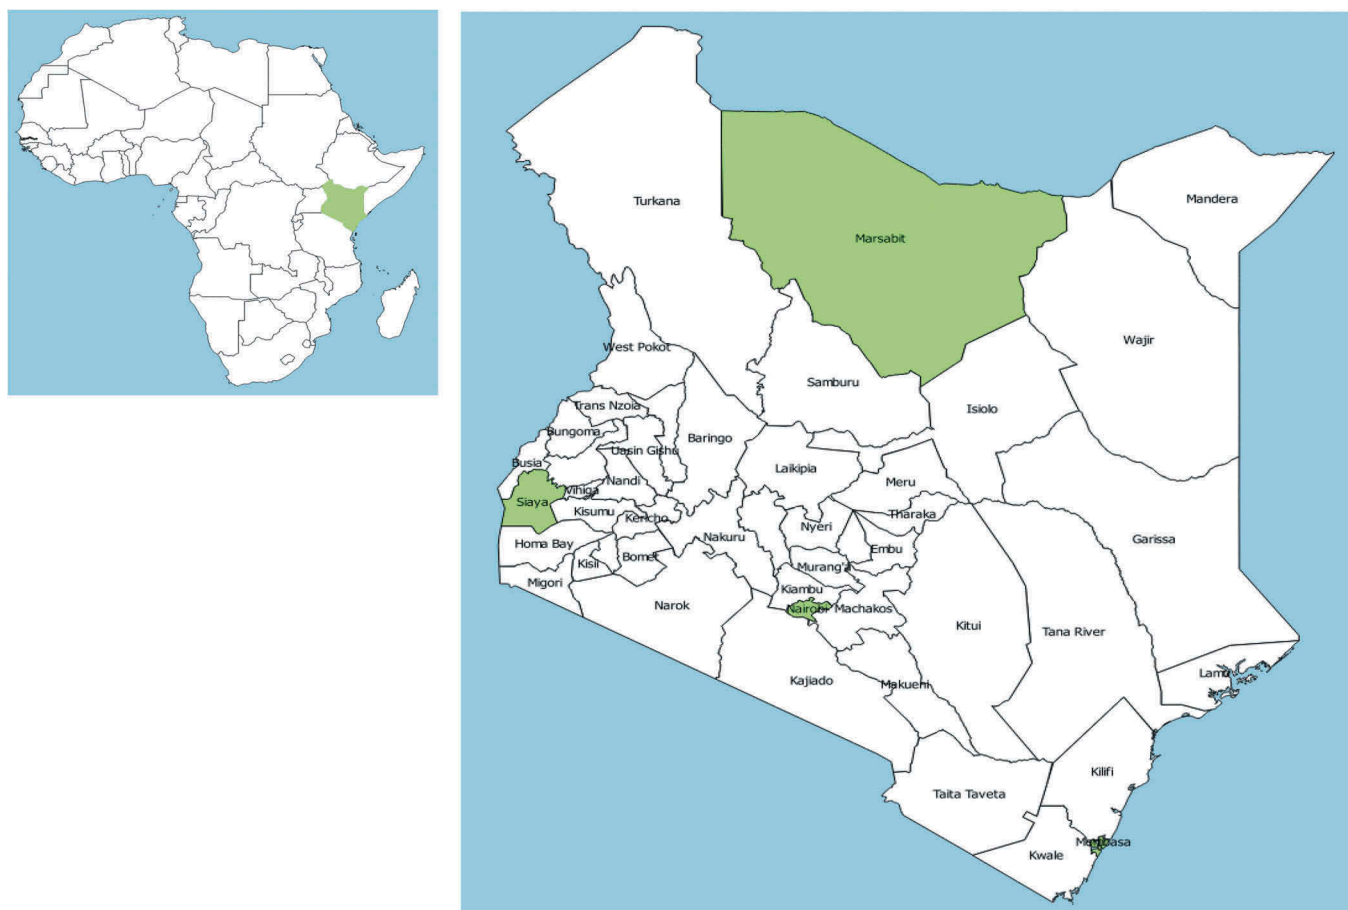 Mandera
Turkana
Marsabit
Wajir
West Pokot
Samburu
Trans Nzoia
Isiolo
Bungoma
Baringo
Uasin Gishu
Busia
Laikipia
Nandi
Meru
Vihiga
Siaya
Kisumu
Kericho
Tharaka
Nyeri
Nakuru
Garissa
Homa Bay
Embu
Bomet
Kisii
Murang'a
Migori
Kiambu
Narok
Nairobi
Machakos
Kitui
Tana River
Lamu
Kajiado
Makueni
Kilifi
Taita Taveta
Mombasa
Kwale